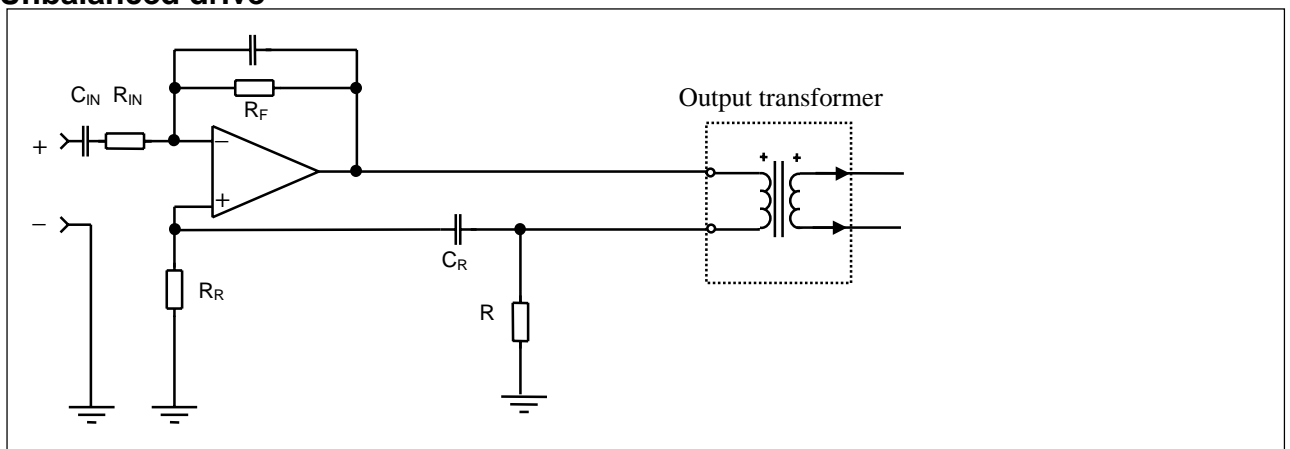 Unbalanced drive
C_IN R_IN
R_F
Output transformer
+
+ +
−
+
−
C_R
R_R
R